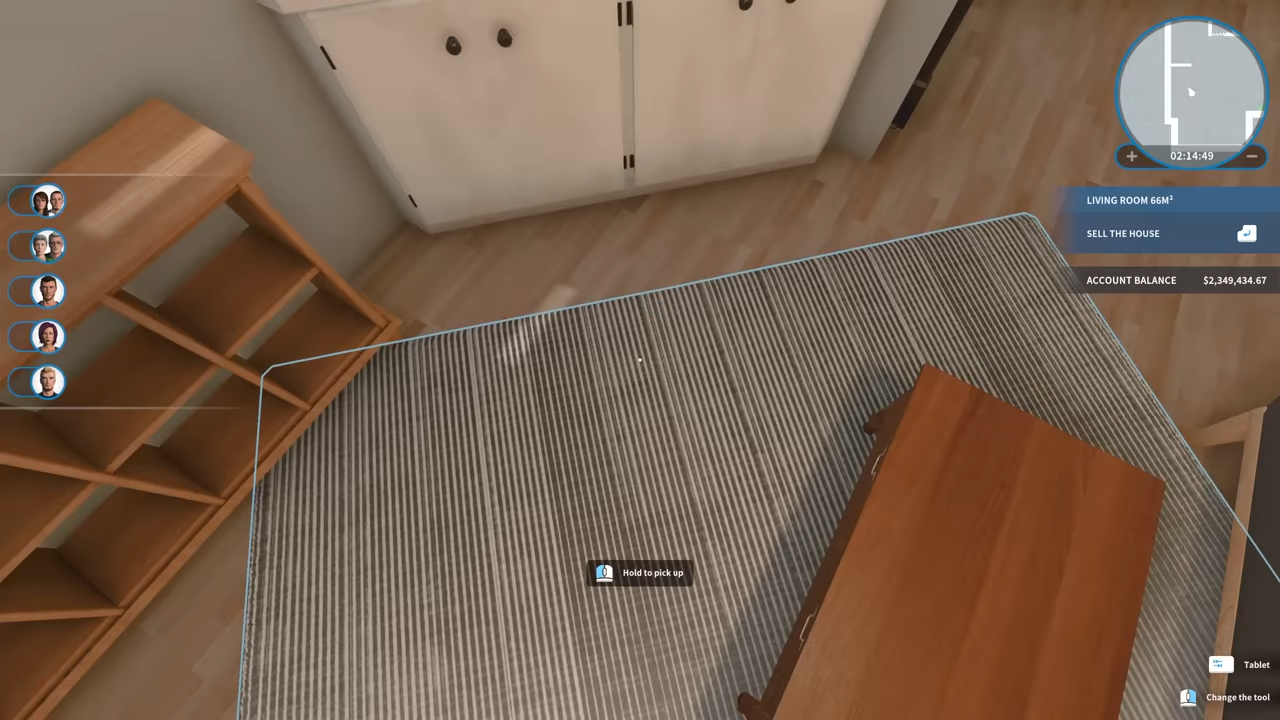 02:14:49
LIVING ROOM 66M²
SELL THE HOUSE
ACCOUNT BALANCE $2,349,434.67
Hold to pick up
Tablet
Change the tool